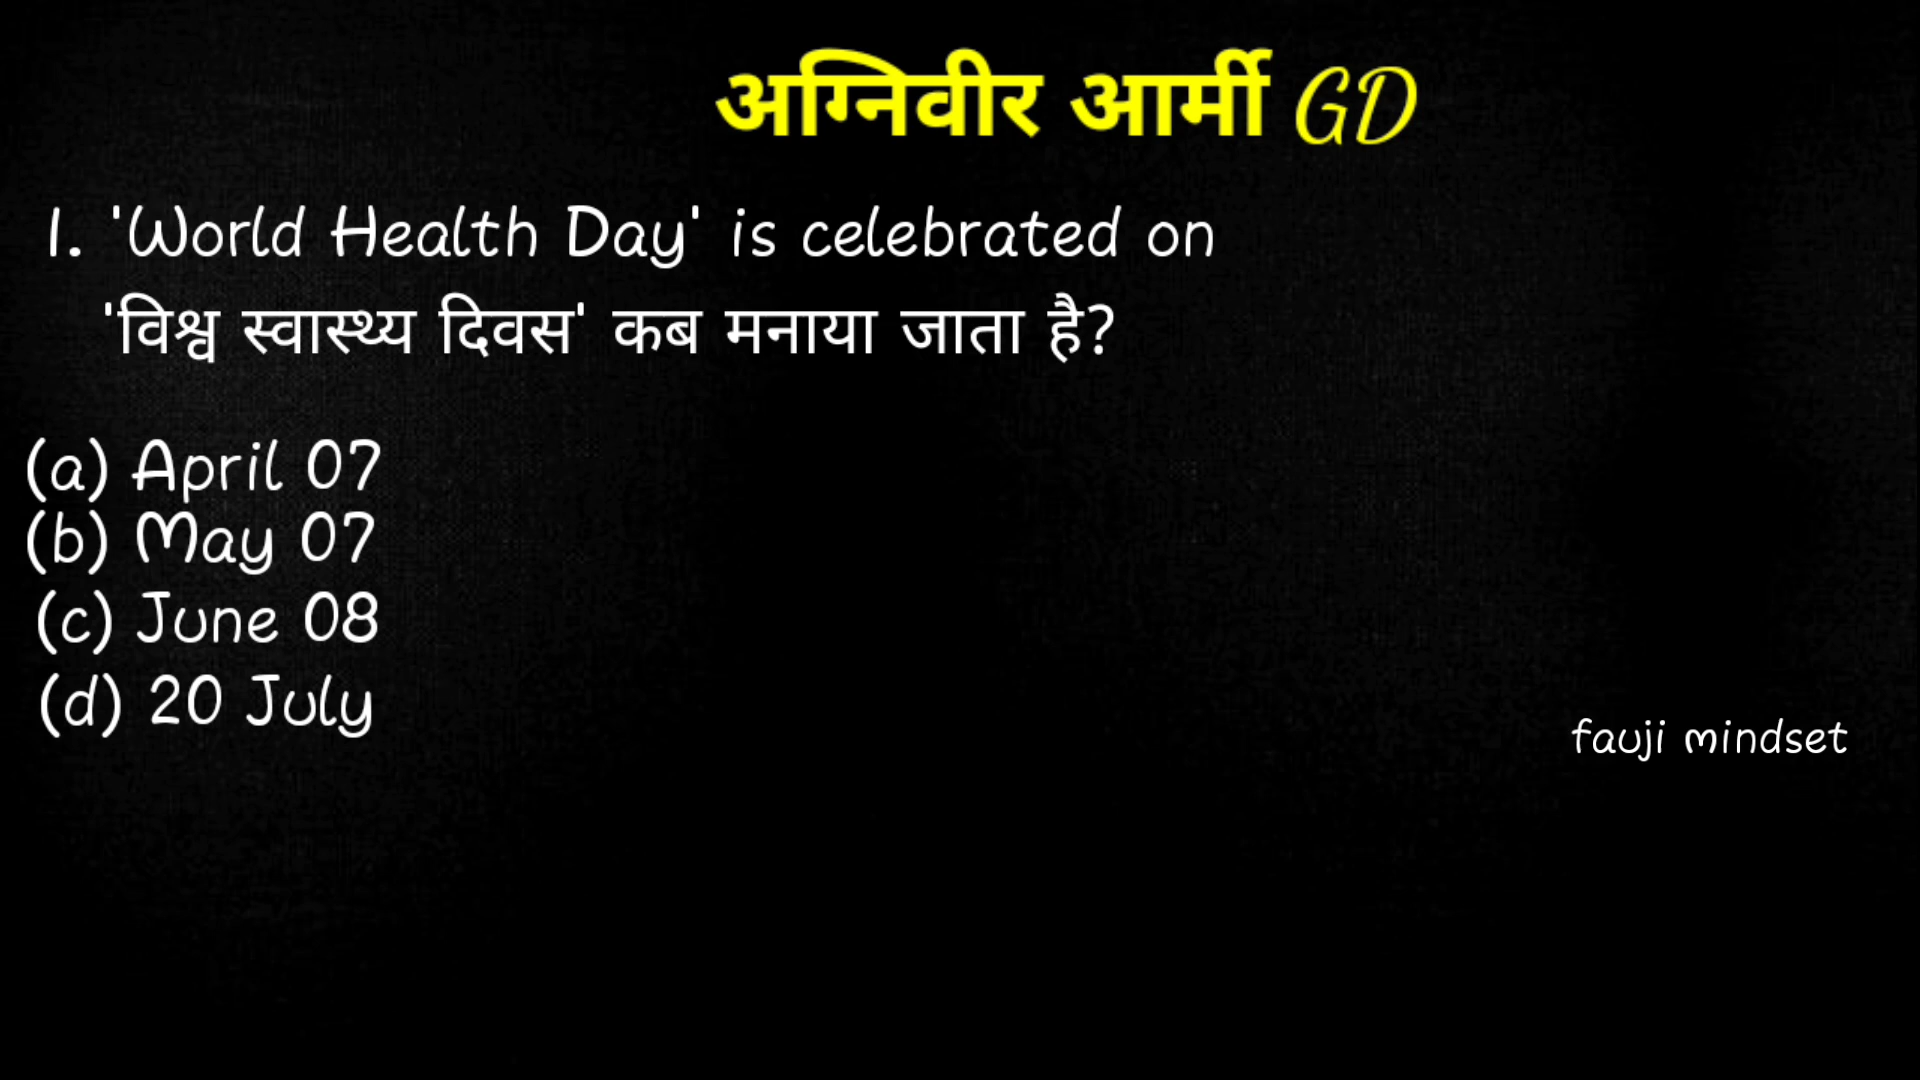 अग्निवीर आर्मी GD
1. 'World Health Day' is celebrated on
'विश्व स्वास्थ्य दिवस' कब मनाया जाता है?
(a) April 07
(b) May 07
(c) June 08
(d) 20 July
fauji mindset